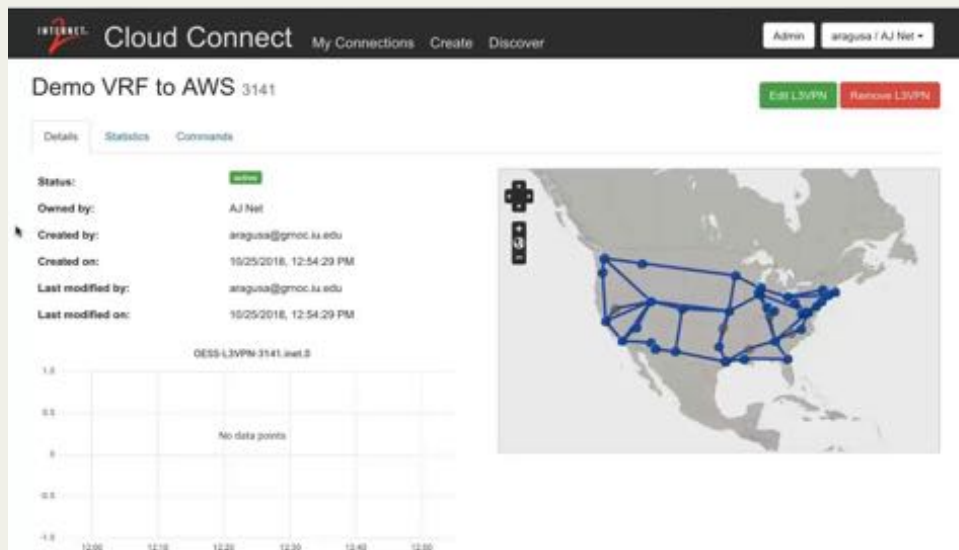 INTERNET2
Cloud Connect My Connections Create Discover
Admin aragusa / AJ Net
Demo VRF to AWS 3141
Edit L3VPN Remove L3VPN
Details Statistics Commands
Status: active
Owned by: AJ Net
Created by: aragusa@grnoc.iu.edu
Created on: 10/25/2018, 12:54:29 PM
Last modified by: aragusa@grnoc.iu.edu
Last modified on: 10/25/2018, 12:54:29 PM
OESS-L3VPN-3141.inet.0
1.0
0.5
No data points
0
-0.5
-1.0
12:00 12:10 12:20 12:30 12:40 12:50